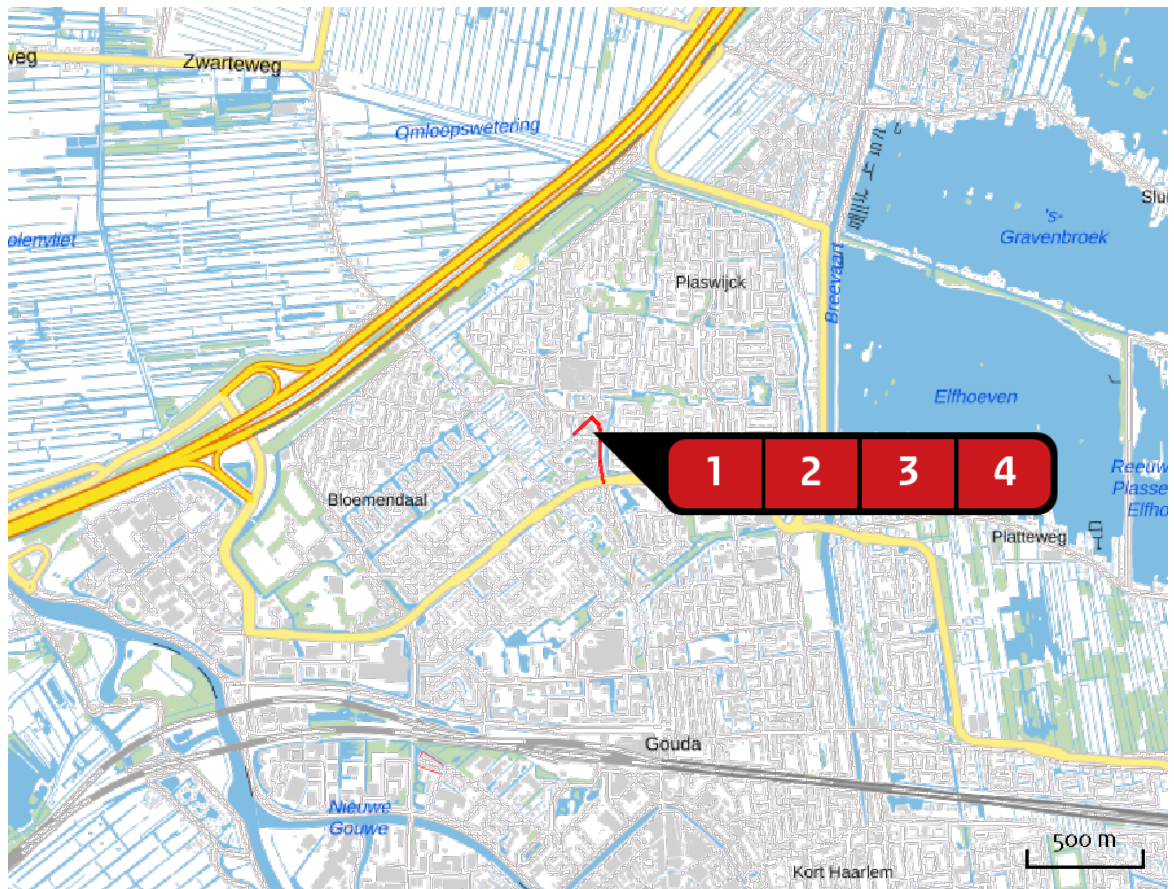 weg
Zwarteweg
Omloopswetering
Slui
's-
Gravenbroek
olenvliet
Plaswijck
Breevaart
Elfhoeven
1 2 3 4
Reeuw
Plasse
Elfho
Bloemendaal
Platteweg
Gouda
Nieuwe
Gouwe
500 m
Kort Haarlem